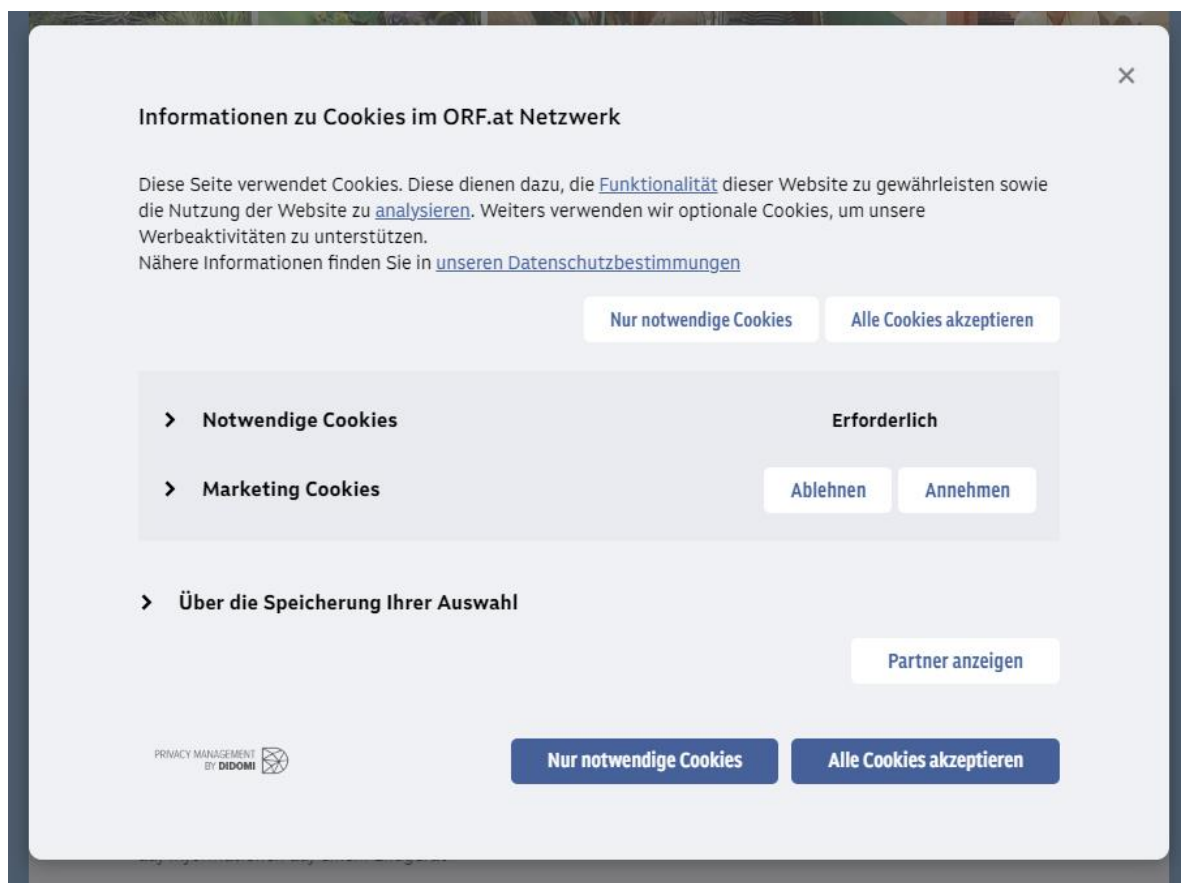 Informationen zu Cookies im ORF.at Netzwerk
Diese Seite verwendet Cookies. Diese dienen dazu, die Funktionalität dieser Website zu gewährleisten sowie
die Nutzung der Website zu analysieren. Weiters verwenden wir optionale Cookies, um unsere
Werbeaktivitäten zu unterstützen.
Nähere Informationen finden Sie in unseren Datenschutzbestimmungen
Nur notwendige Cookies Alle Cookies akzeptieren
Notwendige Cookies Erforderlich
Marketing Cookies Ablehnen Annehmen
Über die Speicherung Ihrer Auswahl
Partner anzeigen
PRIVACY MANAGEMENT
BY DIDOMI
Nur notwendige Cookies Alle Cookies akzeptieren